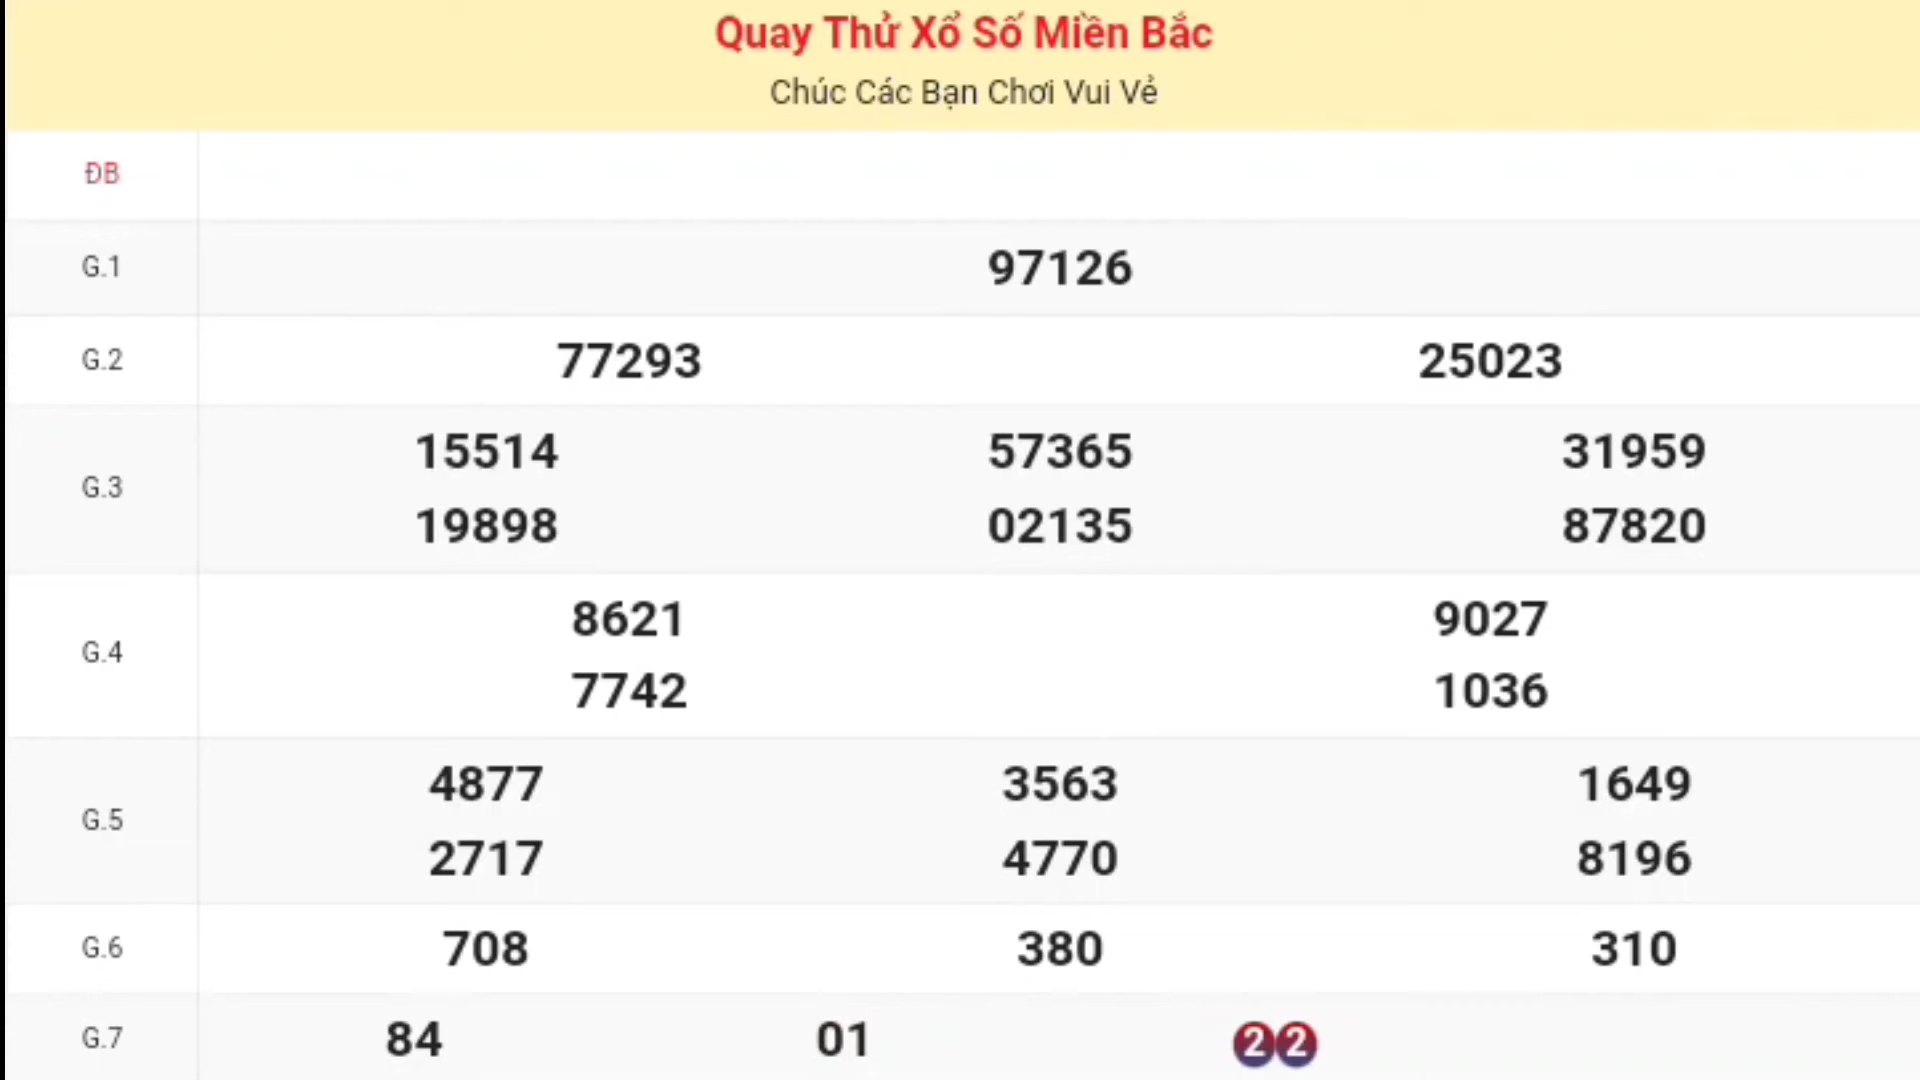 Quay Thử Xổ Số Miền Bắc
Chúc Các Bạn Chơi Vui Vẻ
ĐB
G.1 97126
G.2 77293 25023
G.3 15514 57365 31959
19898 02135 87820
G.4 8621 9027
7742 1036
G.5 4877 3563 1649
2717 4770 8196
G.6 708 380 310
G.7 84 01 22